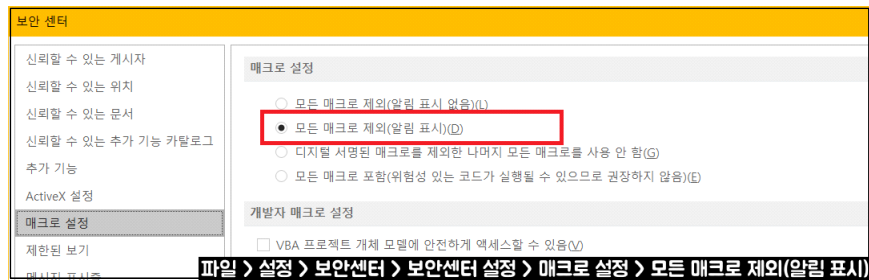 보안 센터
신뢰할 수 있는 게시자
신뢰할 수 있는 위치
신뢰할 수 있는 문서
신뢰할 수 있는 추가 기능 카탈로그
추가 기능
ActiveX 설정
매크로 설정
제한된 보기
메시지 표시줄
매크로 설정
모든 매크로 제외(알림 표시 없음)(L)
모든 매크로 제외(알림 표시)(D)
디지털 서명된 매크로를 제외한 나머지 모든 매크로를 사용 안 함(G)
모든 매크로 포함(위험성 있는 코드가 실행될 수 있으므로 권장하지 않음)(E)
개발자 매크로 설정
VBA 프로젝트 개체 모델에 안전하게 액세스할 수 있음(V)
파일 > 설정 > 보안센터 > 보안센터 설정 > 매크로 설정 > 모든 매크로 제외(알림 표시)